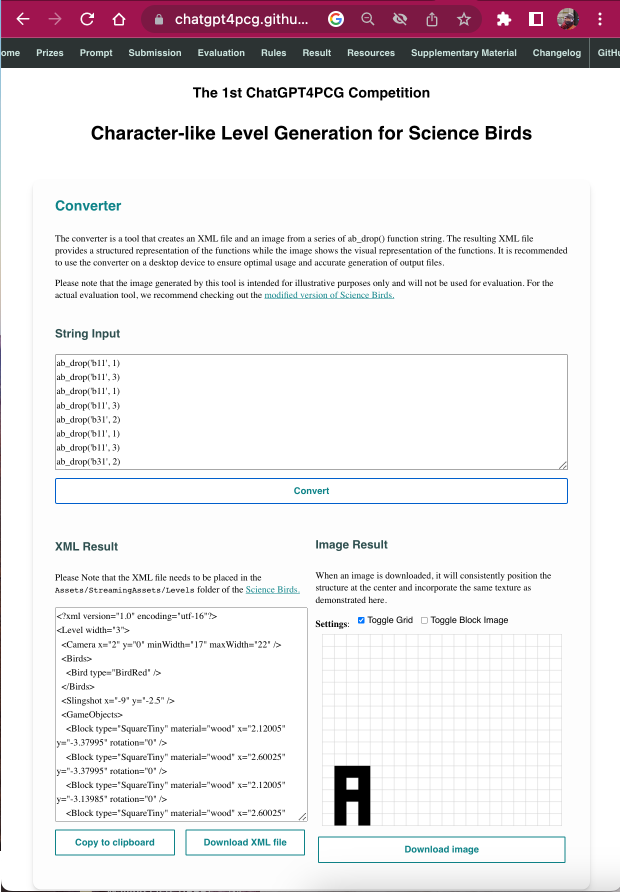 chatgpt4pcg.githu...
ome Prizes Prompt Submission Evaluation Rules Result Resources Supplementary Material Changelog GitHu
The 1st ChatGPT4PCG Competition
Character-like Level Generation for Science Birds
Converter
The converter is a tool that creates an XML file and an image from a series of ab_drop() function string. The resulting XML file
provides a structured representation of the functions while the image shows the visual representation of the functions. It is recommended
to use the converter on a desktop device to ensure optimal usage and accurate generation of output files.
Please note that the image generated by this tool is intended for illustrative purposes only and will not be used for evaluation. For the
actual evaluation tool, we recommend checking out the modified version of Science Birds.
String Input
ab_drop('b11', 1)
ab_drop('b11', 3)
ab_drop('b11', 1)
ab_drop('b11', 3)
ab_drop('b31', 2)
ab_drop('b11', 1)
ab_drop('b11', 3)
ab_drop('b31', 2)
Convert
XML Result
Please Note that the XML file needs to be placed in the
Assets/StreamingAssets/Levels folder of the Science Birds.
<?xml version="1.0" encoding="utf-16"?>
<Level width="3">
<Camera x="2" y="0" minWidth="17" maxWidth="22" />
<Birds>
<Bird type="BirdRed" />
</Birds>
<Slingshot x="-9" y="-2.5" />
<GameObjects>
<Block type="SquareTiny" material="wood" x="2.12005"
y="-3.37995" rotation="0" />
<Block type="SquareTiny" material="wood" x="2.60025"
y="-3.37995" rotation="0" />
<Block type="SquareTiny" material="wood" x="2.12005"
y="-3.13985" rotation="0" />
<Block type="SquareTiny" material="wood" x="2.60025"
Copy to clipboard Download XML file
Image Result
When an image is downloaded, it will consistently position the
structure at the center and incorporate the same texture as
demonstrated here.
Settings: Toggle Grid Toggle Block Image
Download image